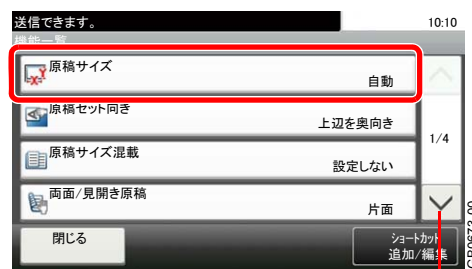 送信できます。 10:10
機能一覧
原稿サイズ
自動
原稿セット向き
上辺を奥向き
1/4
原稿サイズ混載
設定しない
両面/見開き原稿
片面
閉じる
ショートカット
追加/編集